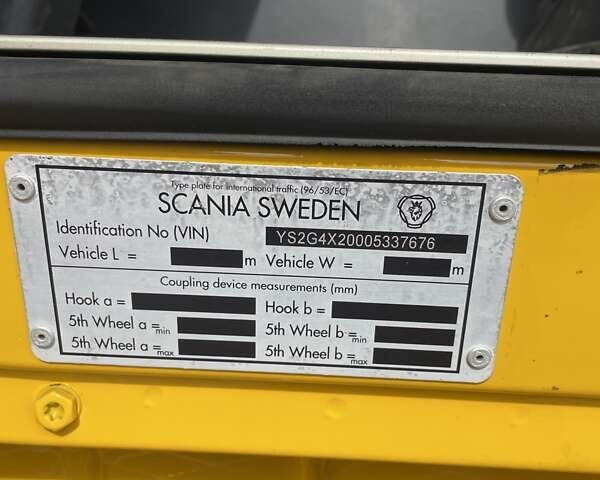 Type plate for international traffic (96/53/EC)
SCANIA SWEDEN
Identification No (VIN) YS2G4X20005337676
Vehicle L = m Vehicle W = m
Coupling device measurements (mm)
Hook a = Hook b =
5th Wheel a min = 5th Wheel b min =
5th Wheel a max = 5th Wheel b max =